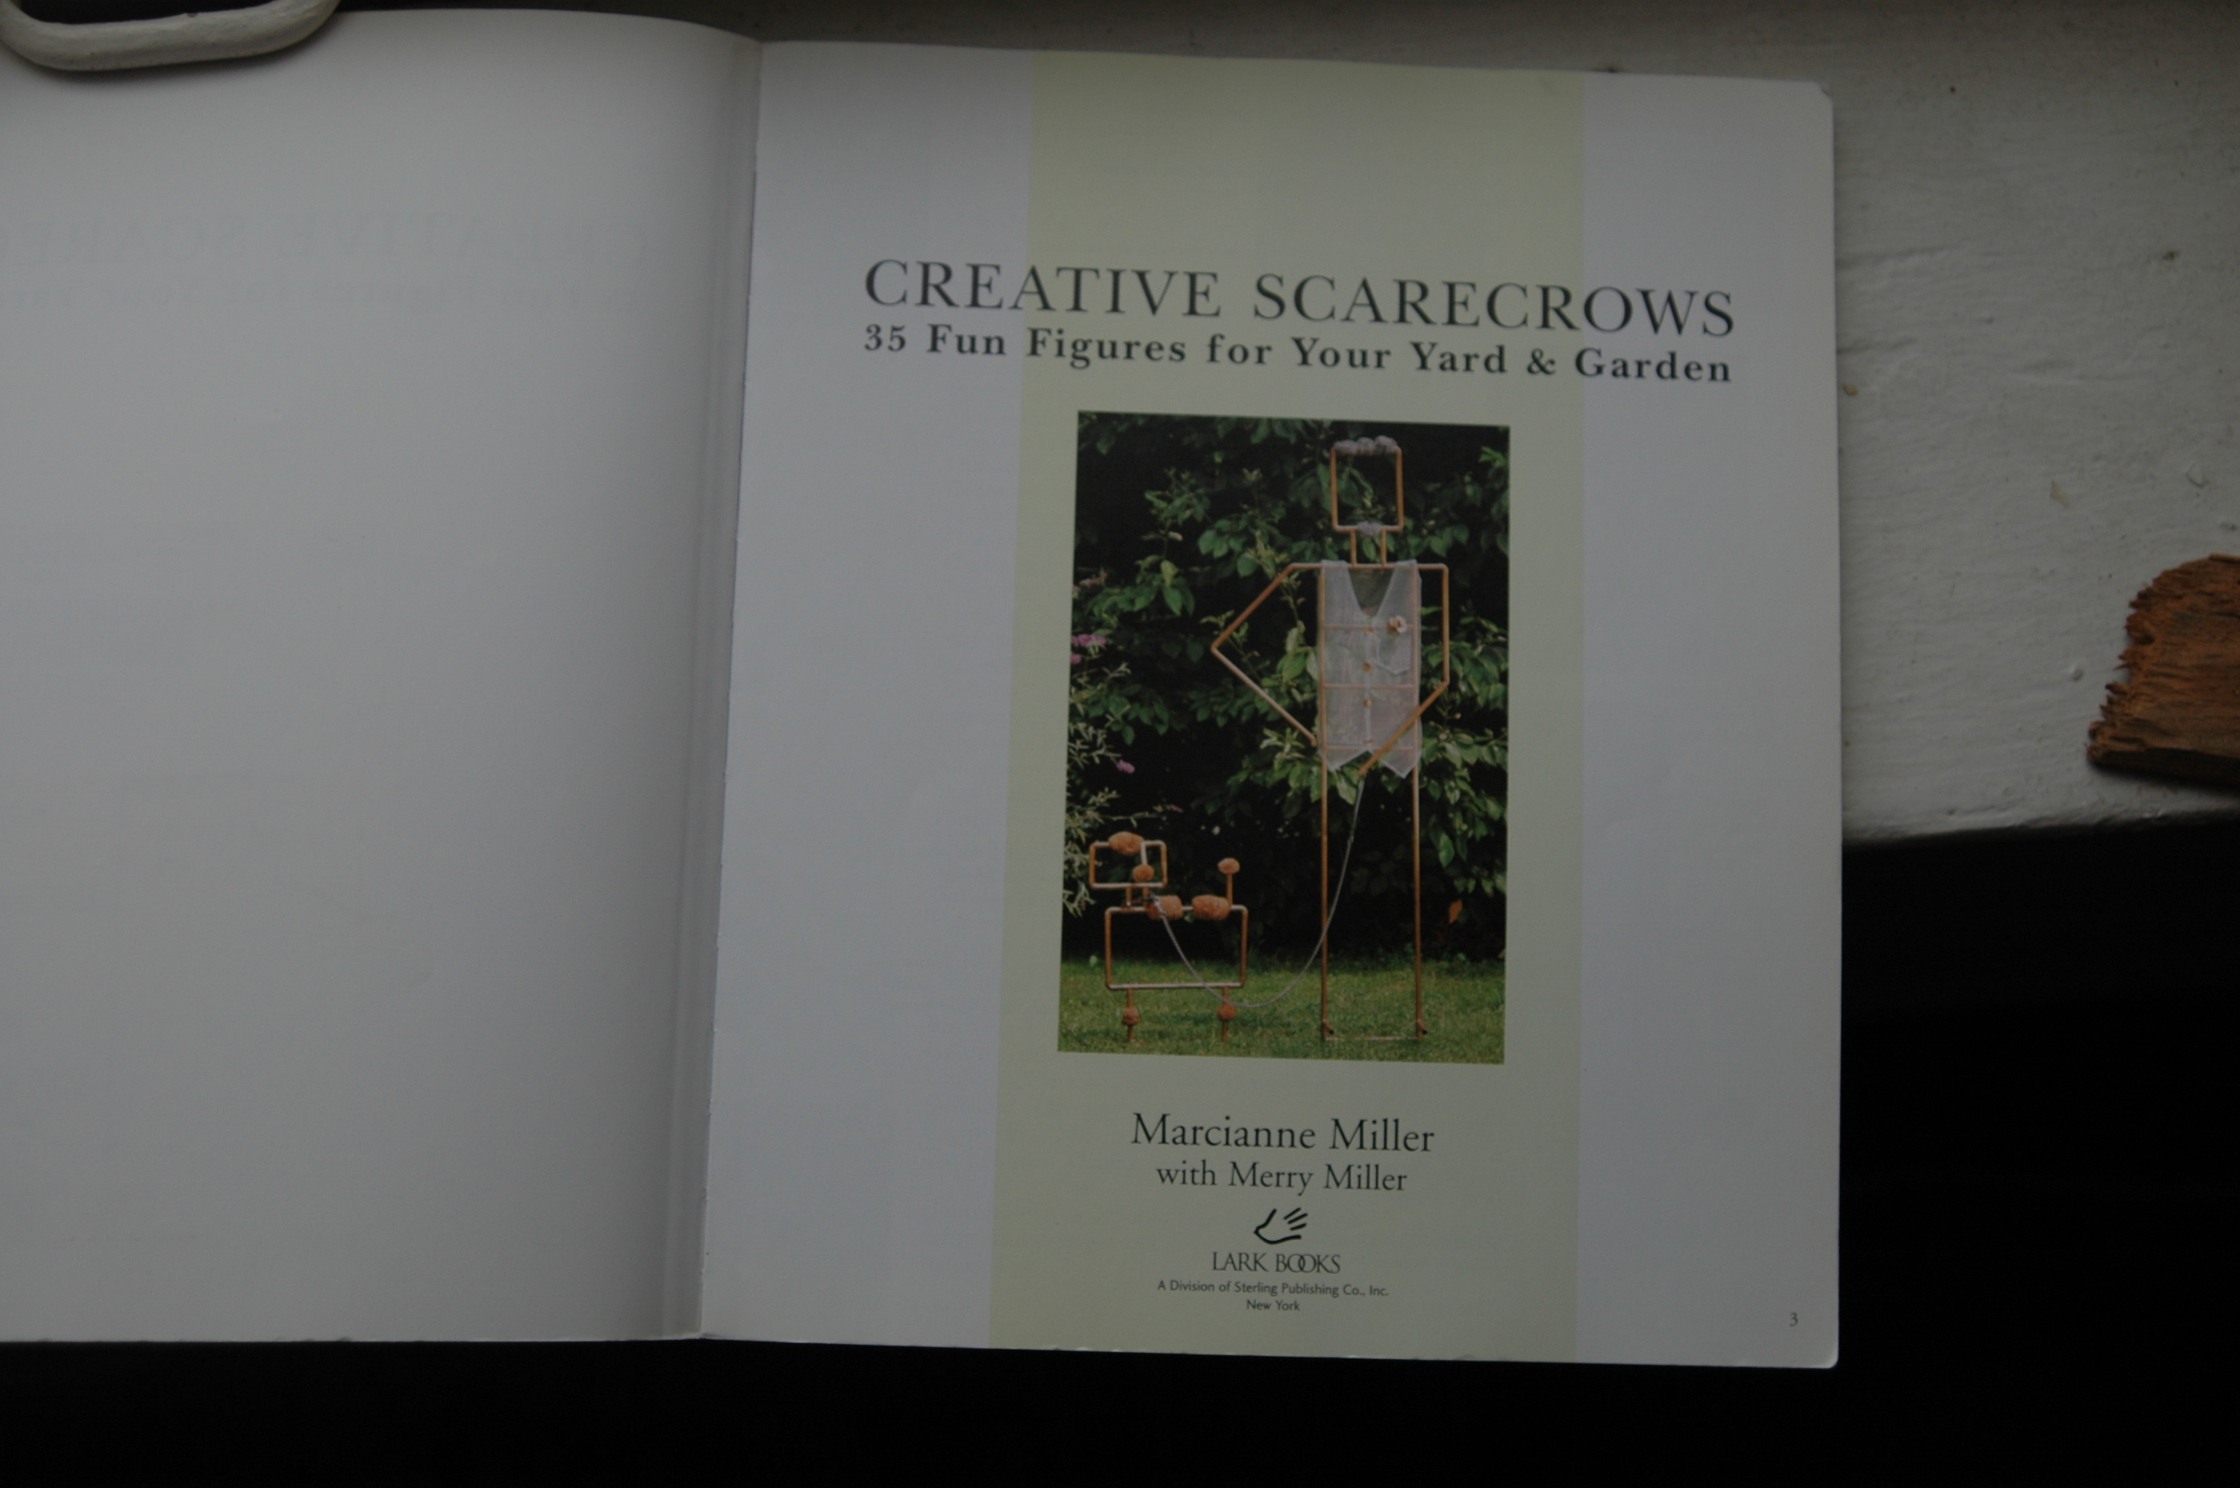 CREATIVE SCARECROWS
35 Fun Figures for Your Yard & Garden
Marcianne Miller
with Merry Miller
LARK BOOKS
A Division of Sterling Publishing Co., Inc.
New York
3